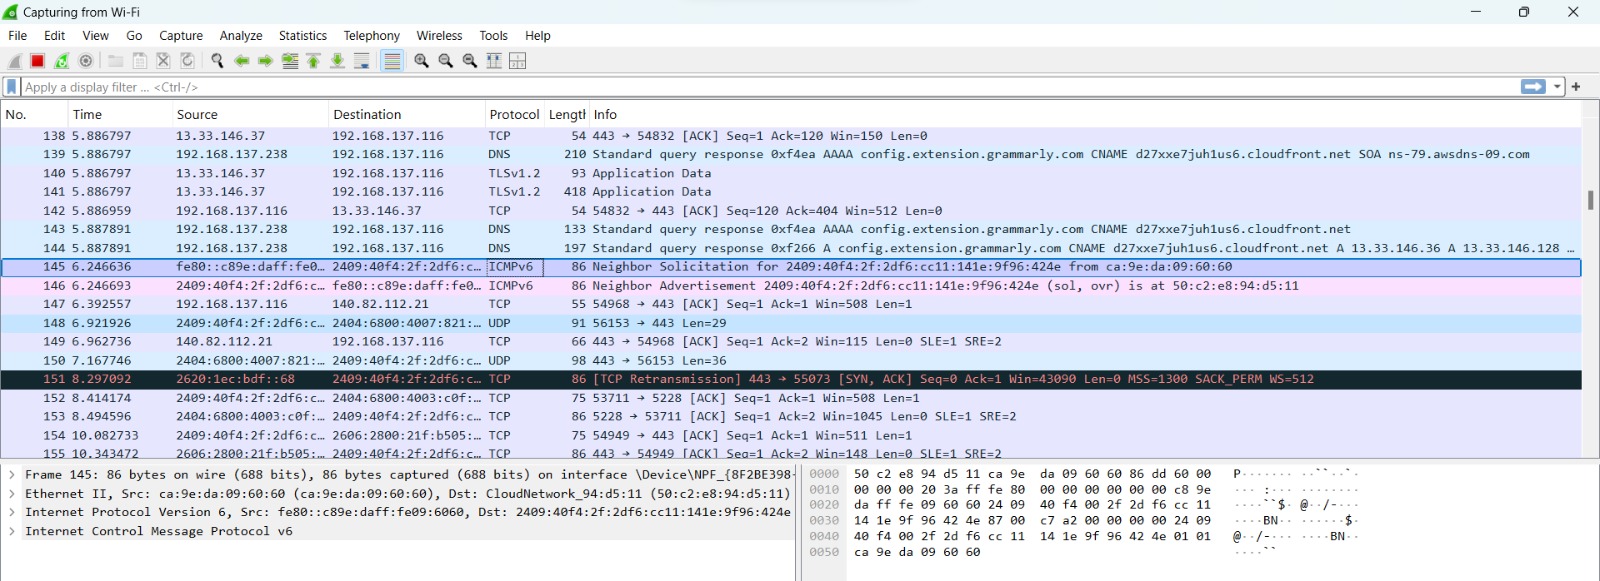 Capturing from Wi-Fi
File Edit View Go Capture Analyze Statistics Telephony Wireless Tools Help
Apply a display filter ... <Ctrl-/>
No. Time Source Destination Protocol Length Info
138 5.886797 13.33.146.37 192.168.137.116 TCP 54 443 → 54832 [ACK] Seq=1 Ack=120 Win=150 Len=0
139 5.886797 192.168.137.238 192.168.137.116 DNS 210 Standard query response 0xf4ea AAAA config.extension.grammarly.com CNAME d27xxe7juh1us6.cloudfront.net SOA ns-79.awsdns-09.com
140 5.886797 13.33.146.37 192.168.137.116 TLSv1.2 93 Application Data
141 5.886797 13.33.146.37 192.168.137.116 TLSv1.2 418 Application Data
142 5.886959 192.168.137.116 13.33.146.37 TCP 54 54832 → 443 [ACK] Seq=120 Ack=404 Win=512 Len=0
143 5.887891 192.168.137.238 192.168.137.116 DNS 133 Standard query response 0xf4ea AAAA config.extension.grammarly.com CNAME d27xxe7juh1us6.cloudfront.net
144 5.887891 192.168.137.238 192.168.137.116 DNS 197 Standard query response 0xf266 A config.extension.grammarly.com CNAME d27xxe7juh1us6.cloudfront.net A 13.33.146.36 A 13.33.146.128 …
145 6.246636 fe80::c89e:daff:fe0… 2409:40f4:2f:2df6:c… ICMPv6 86 Neighbor Solicitation for 2409:40f4:2f:2df6:cc11:141e:9f96:424e from ca:9e:da:09:60:60
146 6.246693 2409:40f4:2f:2df6:c… fe80::c89e:daff:fe0… ICMPv6 86 Neighbor Advertisement 2409:40f4:2f:2df6:cc11:141e:9f96:424e (sol, ovr) is at 50:c2:e8:94:d5:11
147 6.392557 192.168.137.116 140.82.112.21 TCP 55 54968 → 443 [ACK] Seq=1 Ack=1 Win=508 Len=1
148 6.921926 2409:40f4:2f:2df6:c… 2404:6800:4007:821:… UDP 91 56153 → 443 Len=29
149 6.962736 140.82.112.21 192.168.137.116 TCP 66 443 → 54968 [ACK] Seq=1 Ack=2 Win=115 Len=0 SLE=1 SRE=2
150 7.167746 2404:6800:4007:821:… 2409:40f4:2f:2df6:c… UDP 98 443 → 56153 Len=36
151 8.297092 2620:1ec:bdf::68 2409:40f4:2f:2df6:c… TCP 86 [TCP Retransmission] 443 → 55073 [SYN, ACK] Seq=0 Ack=1 Win=43090 Len=0 MSS=1300 SACK_PERM WS=512
152 8.414174 2409:40f4:2f:2df6:c… 2404:6800:4003:c0f:… TCP 75 53711 → 5228 [ACK] Seq=1 Ack=1 Win=508 Len=1
153 8.494596 2404:6800:4003:c0f:… 2409:40f4:2f:2df6:c… TCP 86 5228 → 53711 [ACK] Seq=1 Ack=2 Win=1045 Len=0 SLE=1 SRE=2
154 10.082733 2409:40f4:2f:2df6:c… 2606:2800:21f:b505:… TCP 75 54949 → 443 [ACK] Seq=1 Ack=1 Win=511 Len=1
155 10.343472 2606:2800:21f:b505:… 2409:40f4:2f:2df6:c… TCP 86 443 → 54949 [ACK] Seq=1 Ack=2 Win=148 Len=0 SLE=1 SRE=2
Frame 145: 86 bytes on wire (688 bits), 86 bytes captured (688 bits) on interface \Device\NPF_{8F2BE398-
Ethernet II, Src: ca:9e:da:09:60:60 (ca:9e:da:09:60:60), Dst: CloudNetwork_94:d5:11 (50:c2:e8:94:d5:11)
Internet Protocol Version 6, Src: fe80::c89e:daff:fe09:6060, Dst: 2409:40f4:2f:2df6:cc11:141e:9f96:424e
Internet Control Message Protocol v6
0000 50 c2 e8 94 d5 11 ca 9e da 09 60 60 86 dd 60 00 P······· ··``··`·
0010 00 00 00 20 3a ff fe 80 00 00 00 00 00 00 c8 9e ··· :··· ········
0020 da ff fe 09 60 60 24 09 40 f4 00 2f 2d f6 cc 11 ····``$· @··/-···
0030 14 1e 9f 96 42 4e 87 00 c7 a2 00 00 00 00 24 09 ····BN·· ······$·
0040 40 f4 00 2f 2d f6 cc 11 14 1e 9f 96 42 4e 01 01 @··/-··· ····BN··
0050 ca 9e da 09 60 60 ····``